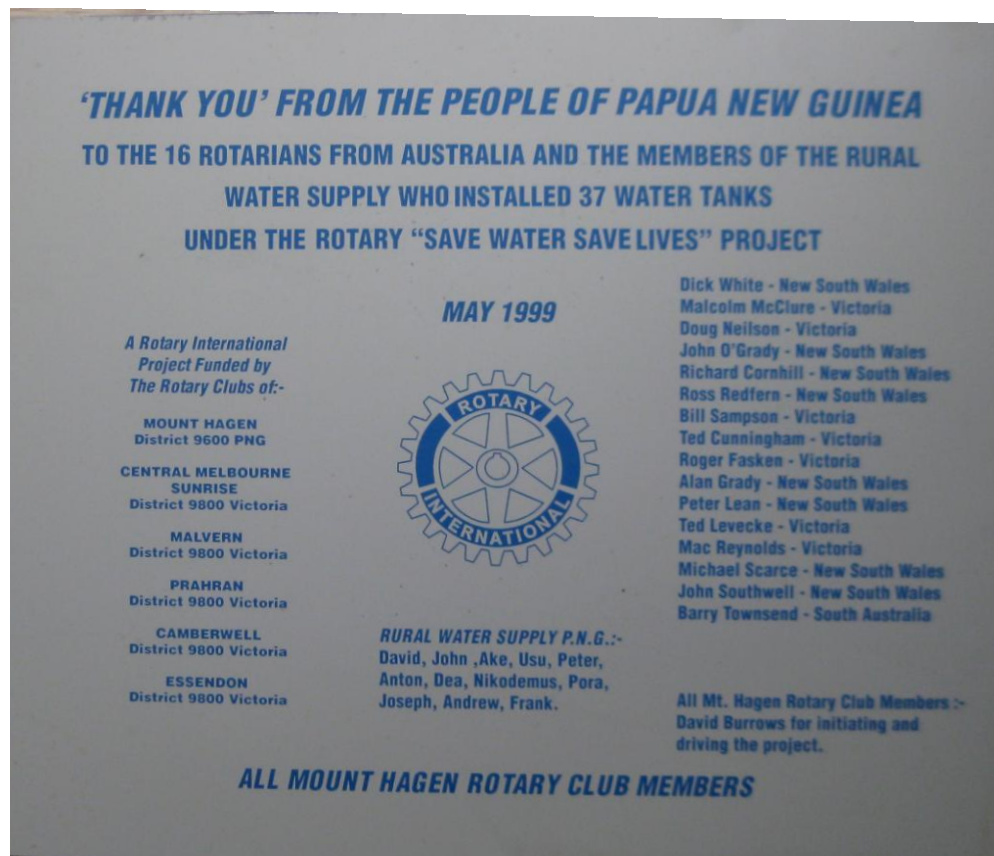 ‘THANK YOU’ FROM THE PEOPLE OF PAPUA NEW GUINEA
TO THE 16 ROTARIANS FROM AUSTRALIA AND THE MEMBERS OF THE RURAL
WATER SUPPLY WHO INSTALLED 37 WATER TANKS
UNDER THE ROTARY “SAVE WATER SAVE LIVES” PROJECT
MAY 1999
A Rotary International
Project Funded by
The Rotary Clubs of:-
MOUNT HAGEN
District 9600 PNG
CENTRAL MELBOURNE
SUNRISE
District 9800 Victoria
MALVERN
District 9800 Victoria
PRAHRAN
District 9800 Victoria
CAMBERWELL
District 9800 Victoria
ESSENDON
District 9800 Victoria
ROTARY
INTERNATIONAL
RURAL WATER SUPPLY P.N.G.:-
David, John ,Ake, Usu, Peter,
Anton, Dea, Nikodemus, Pora,
Joseph, Andrew, Frank.
Dick White - New South Wales
Malcolm McClure - Victoria
Doug Neilson - Victoria
John O'Grady - New South Wales
Richard Cornhill - New South Wales
Ross Redfern - New South Wales
Bill Sampson - Victoria
Ted Cunningham - Victoria
Roger Fasken - Victoria
Alan Grady - New South Wales
Peter Lean - New South Wales
Ted Levecke - Victoria
Mac Reynolds - Victoria
Michael Scarce - New South Wales
John Southwell - New South Wales
Barry Townsend - South Australia
All Mt. Hagen Rotary Club Members :-
David Burrows for initiating and
driving the project.
ALL MOUNT HAGEN ROTARY CLUB MEMBERS